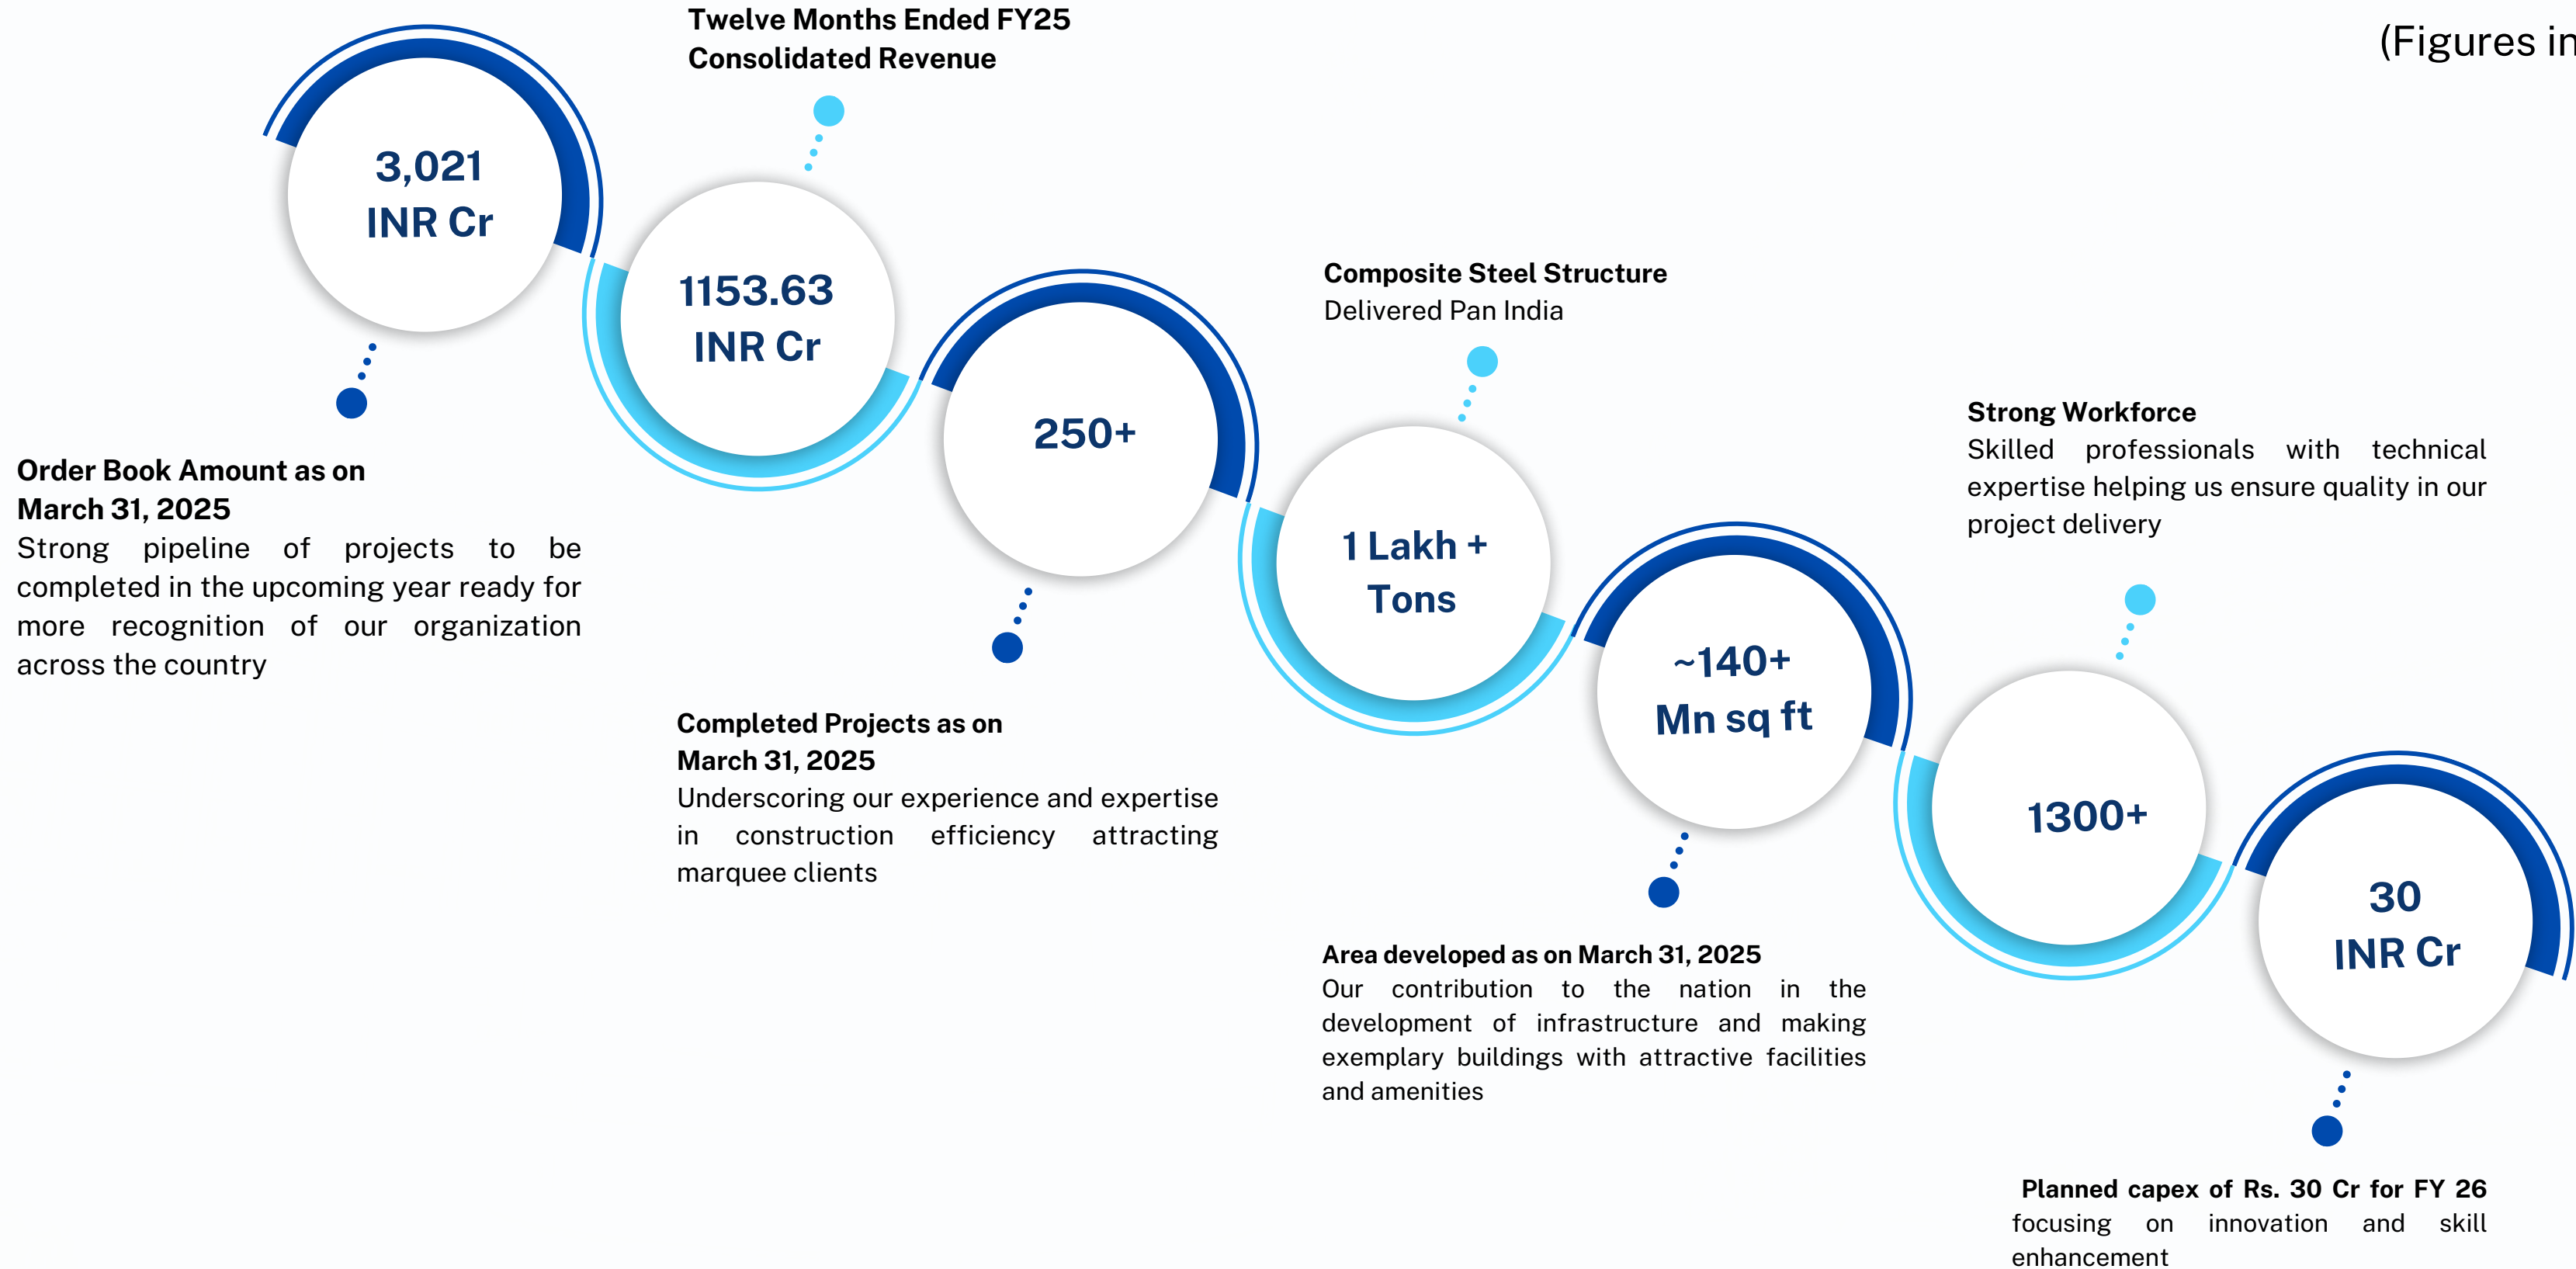 Twelve Months Ended FY25
Consolidated Revenue
(Figures in
3,021
INR Cr
1153.63
INR Cr
Order Book Amount as on
March 31, 2025
Strong pipeline of projects to be
completed in the upcoming year ready for
more recognition of our organization
across the country
250+
Completed Projects as on
March 31, 2025
Underscoring our experience and expertise
in construction efficiency attracting
marquee clients
Composite Steel Structure
Delivered Pan India
1 Lakh +
Tons
~140+
Mn sq ft
Area developed as on March 31, 2025
Our contribution to the nation in the
development of infrastructure and making
exemplary buildings with attractive facilities
and amenities
Strong Workforce
Skilled professionals with technical
expertise helping us ensure quality in our
project delivery
1300+
30
INR Cr
Planned capex of Rs. 30 Cr for FY 26
focusing on innovation and skill
enhancement